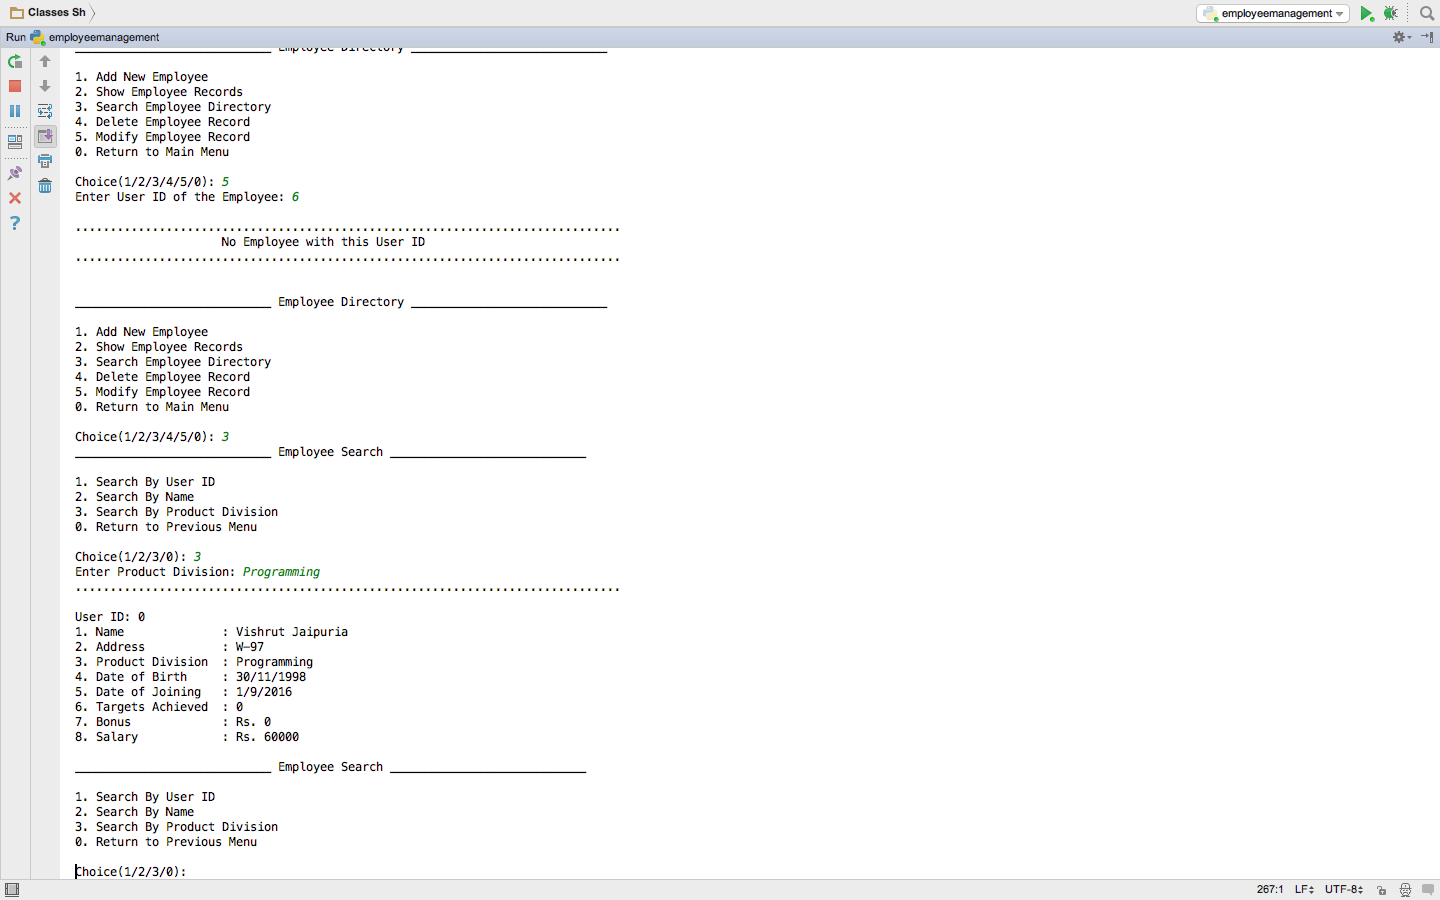 Classes Sh
employeemanagement
Run employeemanagement
____________________________ Employee Directory ____________________________
1. Add New Employee
2. Show Employee Records
3. Search Employee Directory
4. Delete Employee Record
5. Modify Employee Record
0. Return to Main Menu
Choice(1/2/3/4/5/0): 5
Enter User ID of the Employee: 6
..............................................................................
No Employee with this User ID
..............................................................................
____________________________ Employee Directory ____________________________
1. Add New Employee
2. Show Employee Records
3. Search Employee Directory
4. Delete Employee Record
5. Modify Employee Record
0. Return to Main Menu
Choice(1/2/3/4/5/0): 3
____________________________ Employee Search ____________________________
1. Search By User ID
2. Search By Name
3. Search By Product Division
0. Return to Previous Menu
Choice(1/2/3/0): 3
Enter Product Division: Programming
..............................................................................
User ID: 0
1. Name              : Vishrut Jaipuria
2. Address           : W-97
3. Product Division  : Programming
4. Date of Birth     : 30/11/1998
5. Date of Joining   : 1/9/2016
6. Targets Achieved  : 0
7. Bonus             : Rs. 0
8. Salary            : Rs. 60000
____________________________ Employee Search ____________________________
1. Search By User ID
2. Search By Name
3. Search By Product Division
0. Return to Previous Menu
Choice(1/2/3/0):
267:1 LF UTF-8